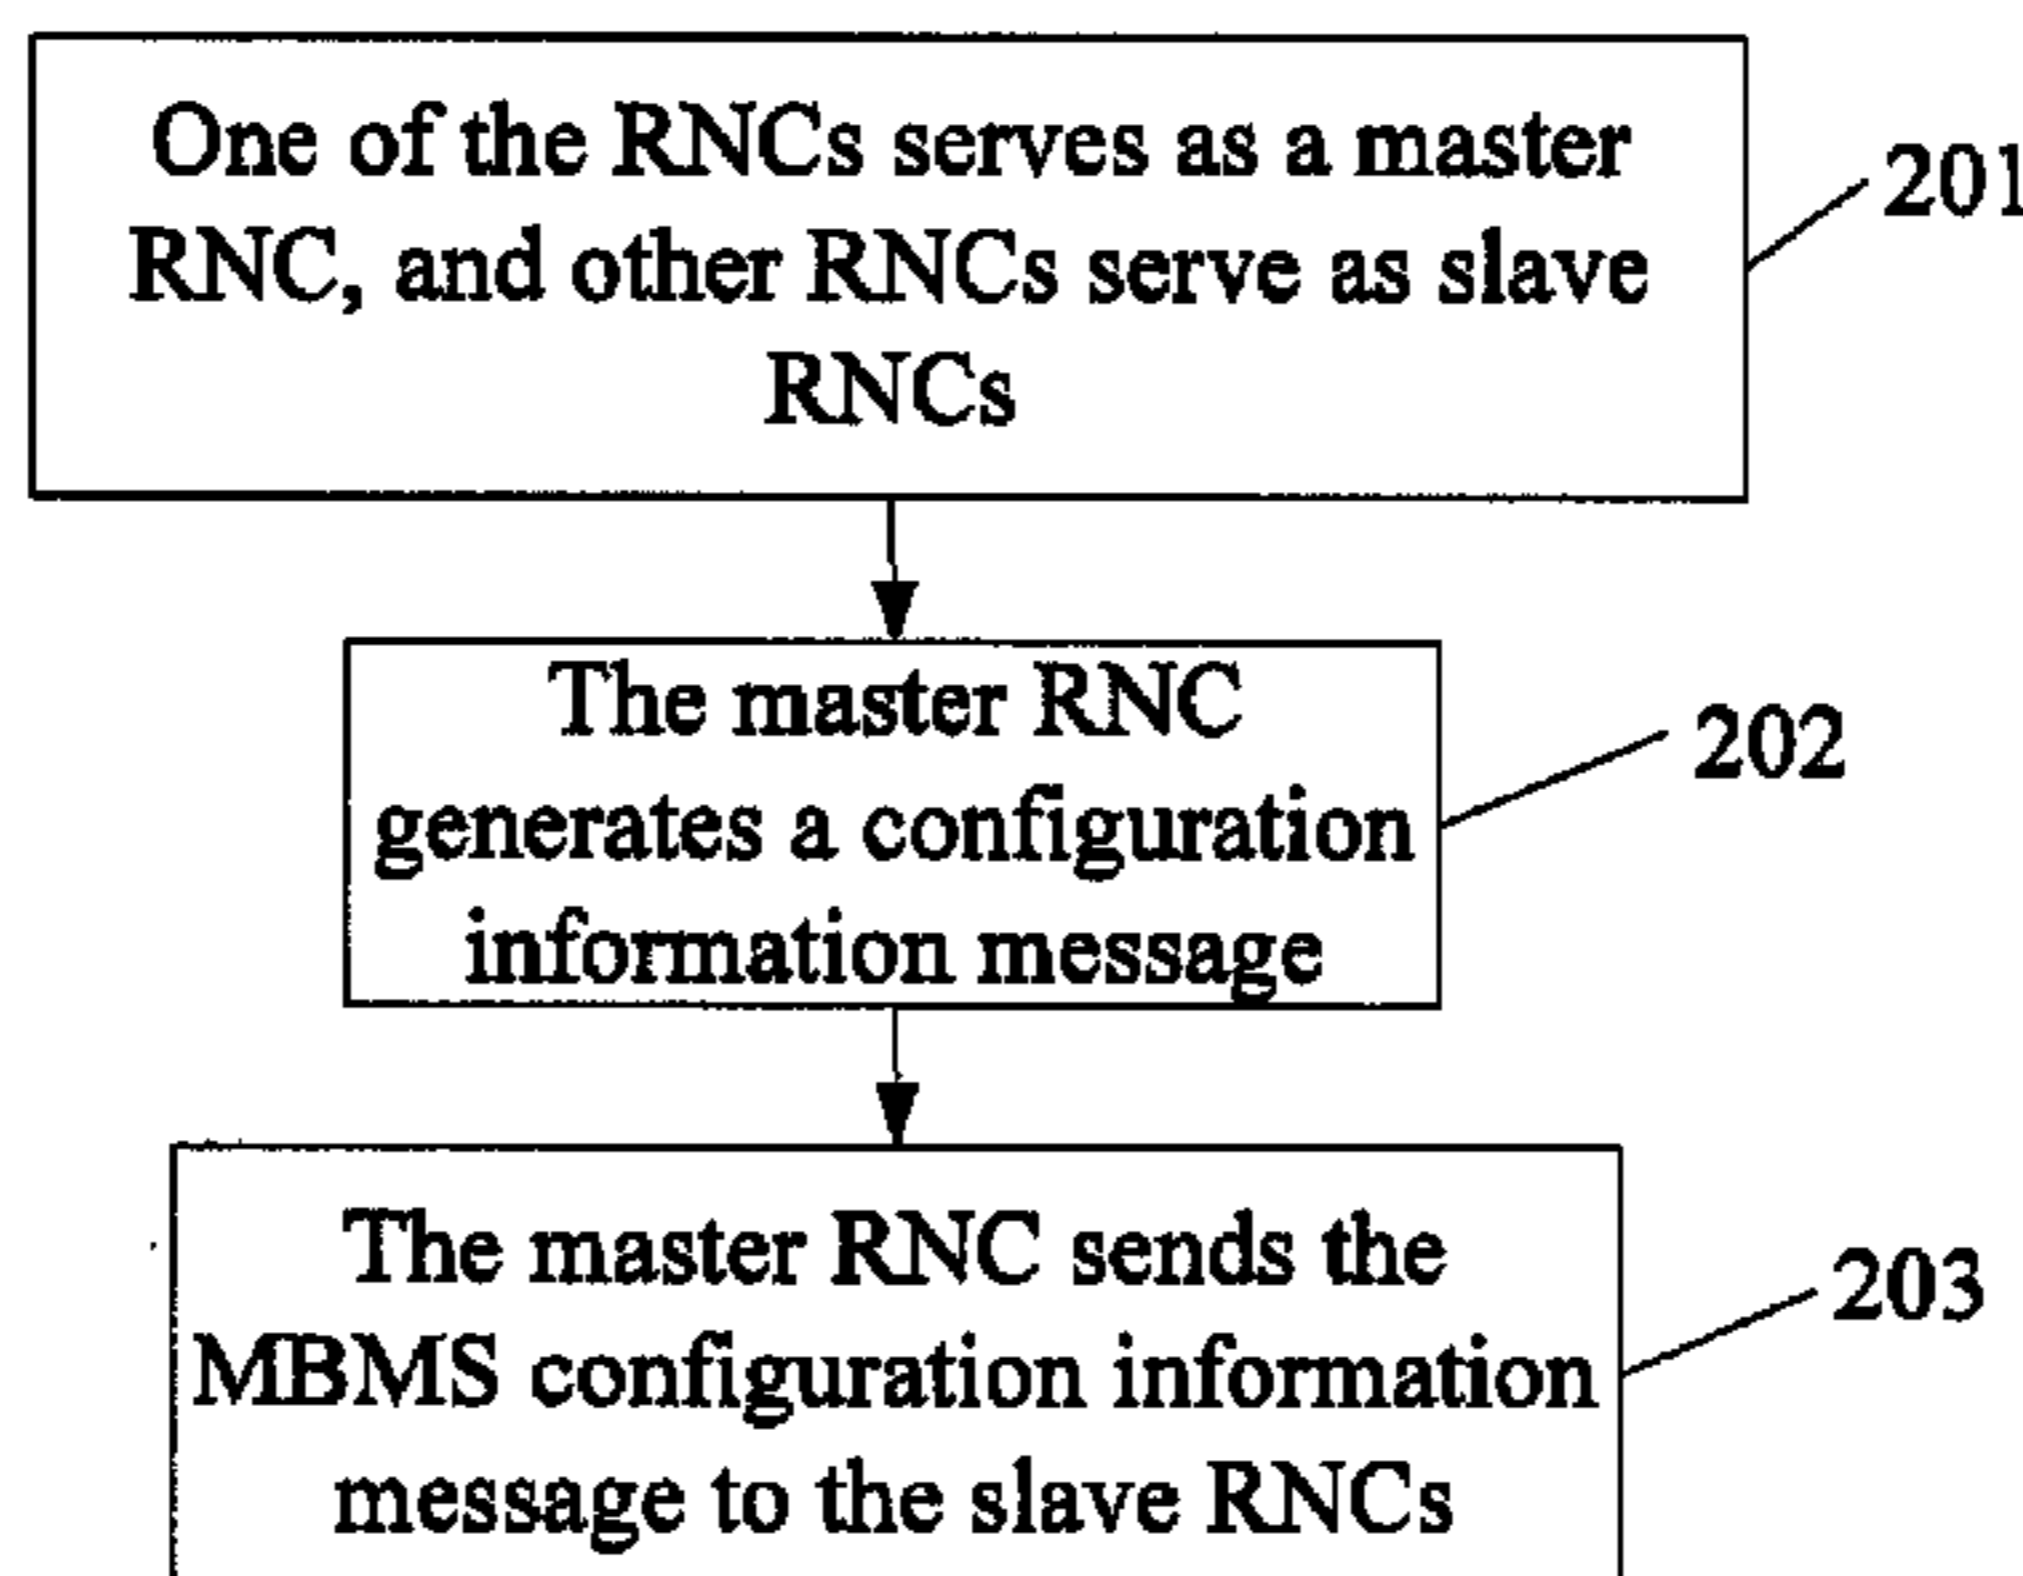 One of the RNCs serves as a master
RNC, and other RNCs serve as slave
RNCs
201
The master RNC
generates a configuration
information message
202
The master RNC sends the
MBMS configuration information
message to the slave RNCs
203